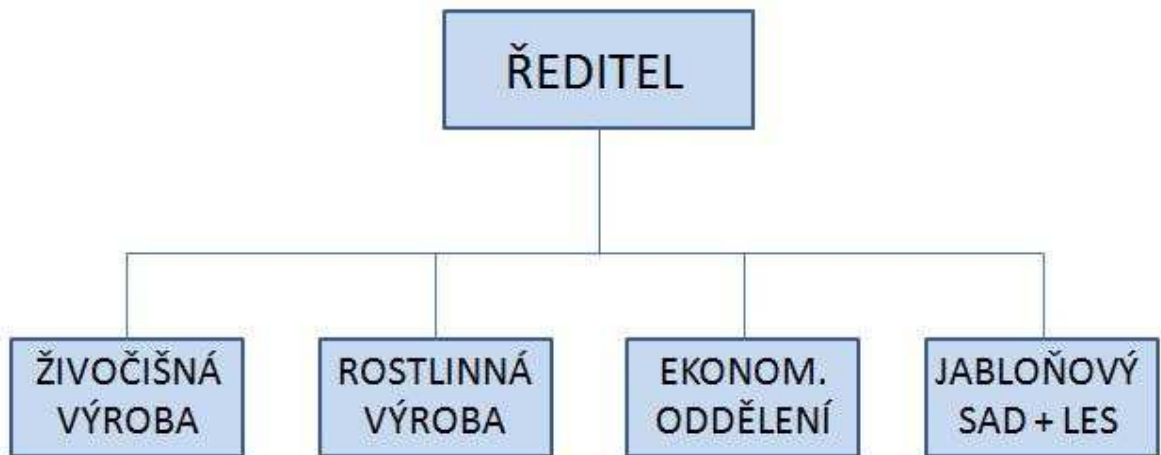 ŘEDITEL
ŽIVOČIŠNÁ
VÝROBA
ROSTLINNÁ
VÝROBA
EKONOM.
ODDĚLENÍ
JABLOŇOVÝ
SAD + LES